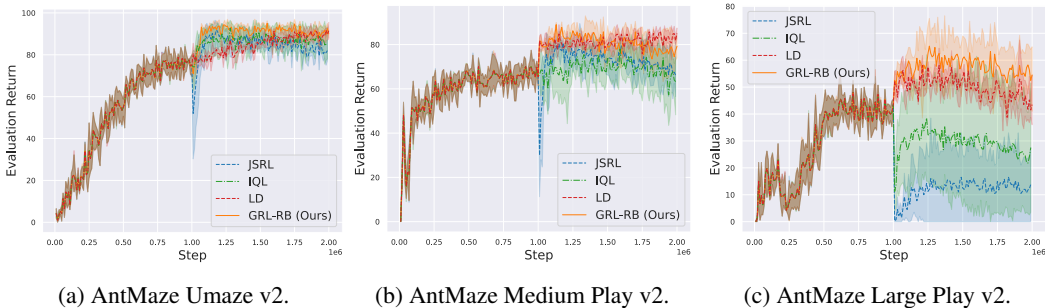 100
80
60
40
20
0
Evaluation Return
0.00 0.25 0.50 0.75 1.00 1.25 1.50 1.75 2.00
Step
1e6
JSRL
IQL
LD
GRL-RB (Ours)
(a) AntMaze Umaze v2.
80
60
40
20
0
Evaluation Return
0.00 0.25 0.50 0.75 1.00 1.25 1.50 1.75 2.00
Step
1e6
JSRL
IQL
LD
GRL-RB (Ours)
(b) AntMaze Medium Play v2.
80
70
60
50
40
30
20
10
0
Evaluation Return
0.00 0.25 0.50 0.75 1.00 1.25 1.50 1.75 2.00
Step
1e6
JSRL
IQL
LD
GRL-RB (Ours)
(c) AntMaze Large Play v2.